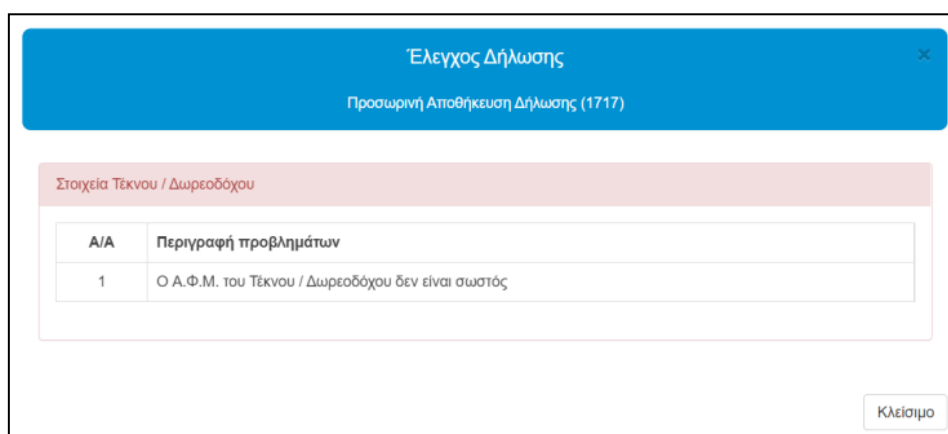 Έλεγχος Δήλωσης
×
Προσωρινή Αποθήκευση Δήλωσης (1717)
Στοιχεία Τέκνου / Δωρεοδόχου
Α/Α Περιγραφή προβλημάτων
1 Ο Α.Φ.Μ. του Τέκνου / Δωρεοδόχου δεν είναι σωστός
Κλείσιμο